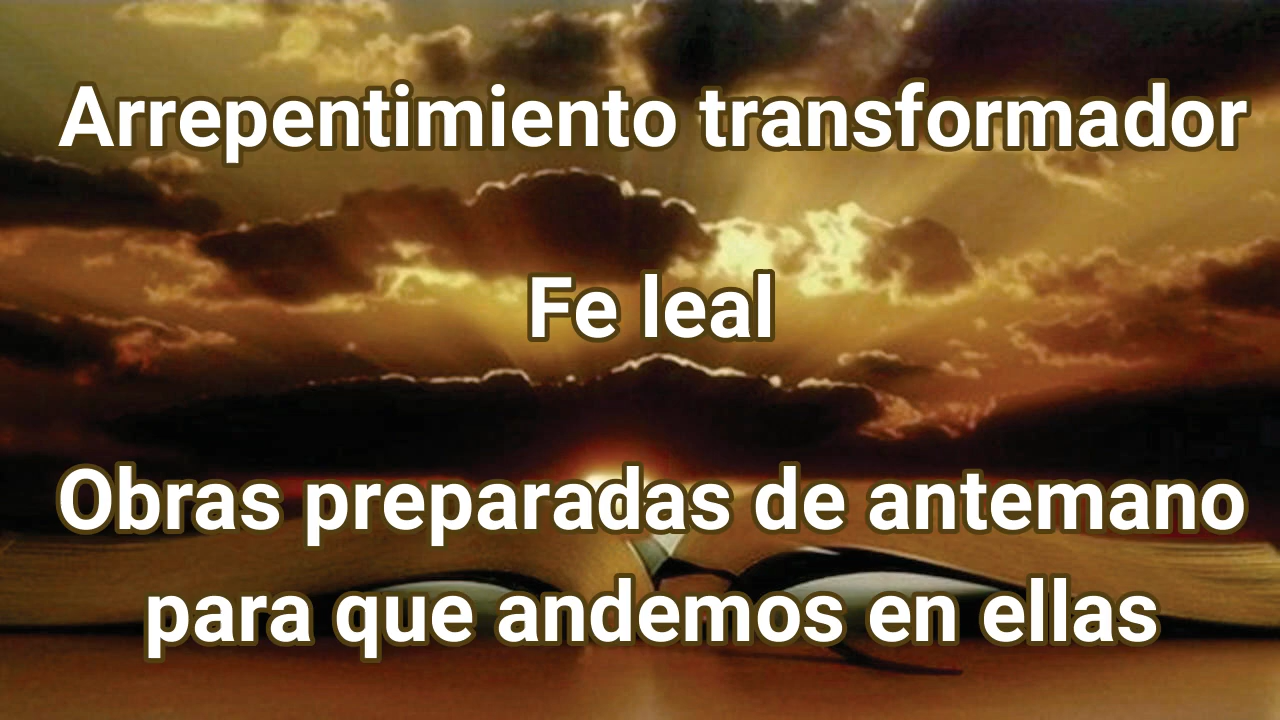 Arrepentimiento transformador
Fe leal
Obras preparadas de antemano
para que andemos en ellas